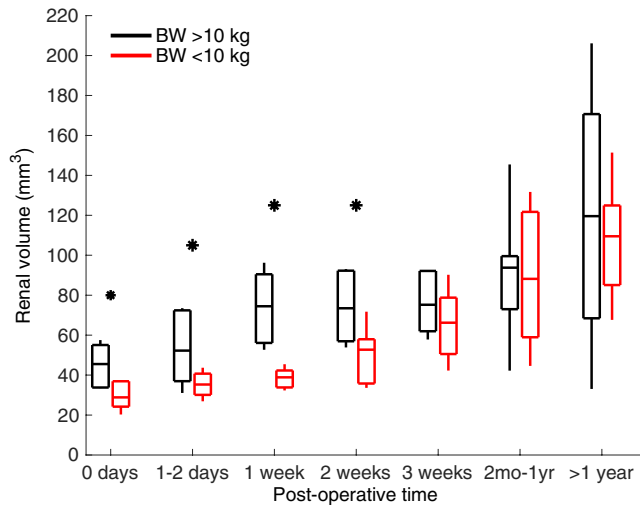 220
200
180
160
140
120
100
80
60
40
20
0
Renal volume (mm³)
BW >10 kg
BW <10 kg
0 days 1-2 days 1 week 2 weeks 3 weeks 2mo-1yr >1 year
Post-operative time